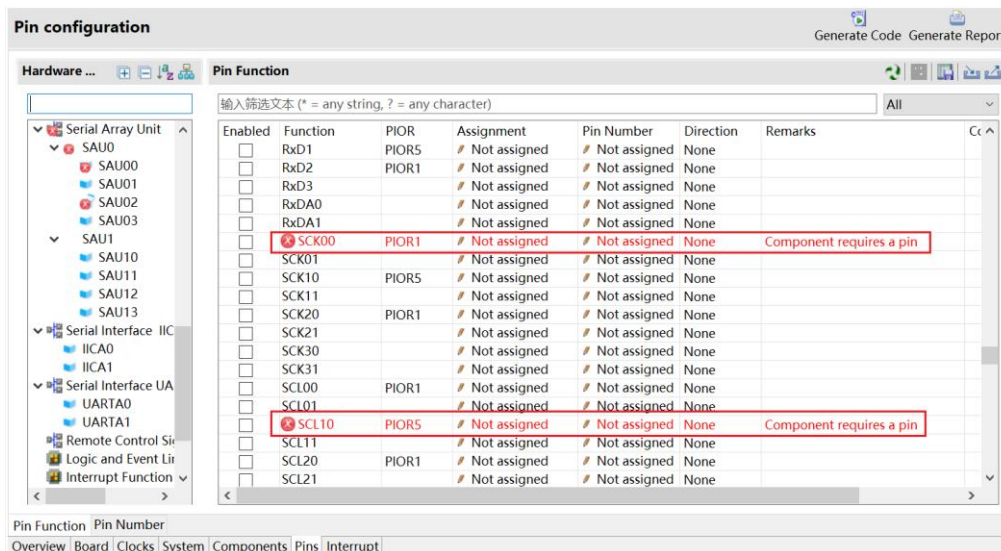 Pin configuration
Generate Code Generate Repor
Hardware ...
Pin Function
输入筛选文本 (* = any string, ? = any character)
All
Enabled Function PIOR Assignment Pin Number Direction Remarks Cc
Serial Array Unit
SAU0
SAU00
SAU01
SAU02
SAU03
SAU1
SAU10
SAU11
SAU12
SAU13
Serial Interface IIC
IICA0
IICA1
Serial Interface UA
UARTA0
UARTA1
Remote Control Si
Logic and Event Lir
Interrupt Function
RxD1 PIOR5 Not assigned Not assigned None
RxD2 PIOR1 Not assigned Not assigned None
RxD3 Not assigned Not assigned None
RxDA0 Not assigned Not assigned None
RxDA1 Not assigned Not assigned None
SCK00 PIOR1 Not assigned Not assigned None Component requires a pin
SCK01 Not assigned Not assigned None
SCK10 PIOR5 Not assigned Not assigned None
SCK11 Not assigned Not assigned None
SCK20 PIOR1 Not assigned Not assigned None
SCK21 Not assigned Not assigned None
SCK30 Not assigned Not assigned None
SCK31 Not assigned Not assigned None
SCL00 PIOR1 Not assigned Not assigned None
SCL01 Not assigned Not assigned None
SCL10 PIOR5 Not assigned Not assigned None Component requires a pin
SCL11 Not assigned Not assigned None
SCL20 PIOR1 Not assigned Not assigned None
SCL21 Not assigned Not assigned None
Pin Function Pin Number
Overview Board Clocks System Components Pins Interrupt